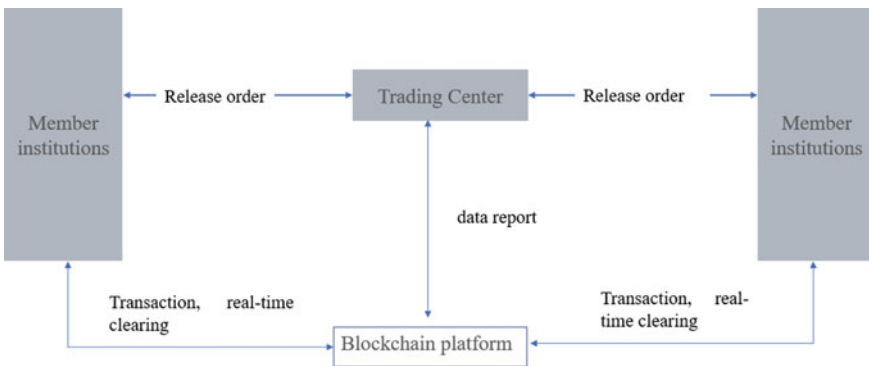 Release order
Trading Center
Release order
Member
institutions
Member
institutions
data report
Transaction, real-time
clearing
Transaction, real-
time clearing
Blockchain platform